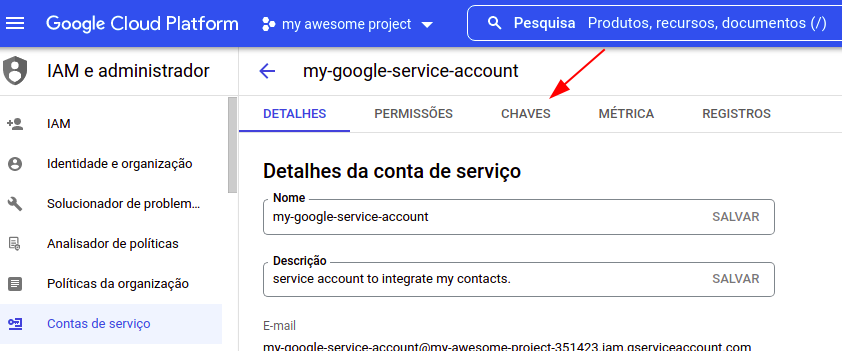 Google Cloud Platform my awesome project Pesquisa Produtos, recursos, documentos (/)
IAM e administrador
my-google-service-account
DETALHES PERMISSÕES CHAVES MÉTRICA REGISTROS
IAM
Identidade e organização
Solucionador de problem...
Analisador de políticas
Políticas da organização
Contas de serviço
Detalhes da conta de serviço
Nome
my-google-service-account SALVAR
Descrição
service account to integrate my contacts. SALVAR
E-mail
my-google-service-account@my-awesome-project-351423.iam.gserviceaccount.com